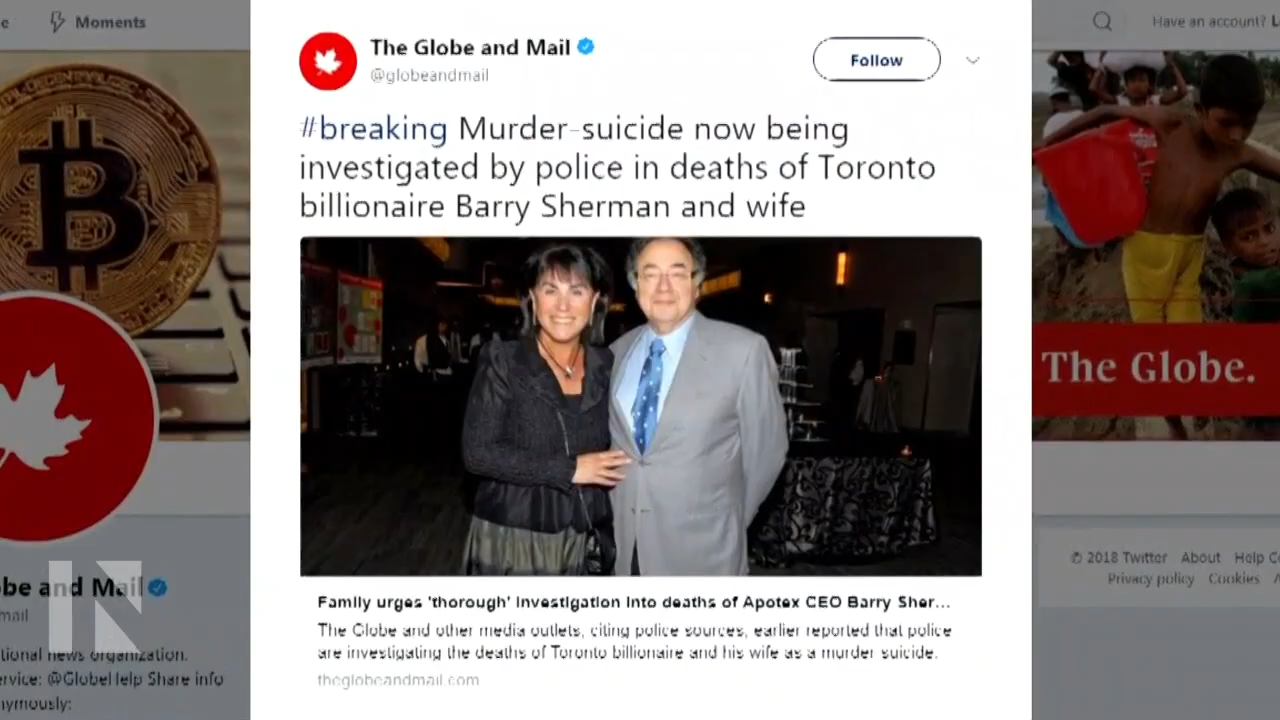 Moments
Have an account?
The Globe and Mail
@globeandmail
Follow
#breaking Murder-suicide now being
investigated by police in deaths of Toronto
billionaire Barry Sherman and wife
The Globe.
Family urges 'thorough' investigation into deaths of Apotex CEO Barry Sher...
The Globe and other media outlets, citing police sources, earlier reported that police
are investigating the deaths of Toronto billionaire and his wife as a murder suicide.
theglobeandmail.com
© 2018 Twitter About Help
Privacy policy Cookies
be and Mail
mail
tional news organization.
ervice: @GlobeHelp Share info
nymously: